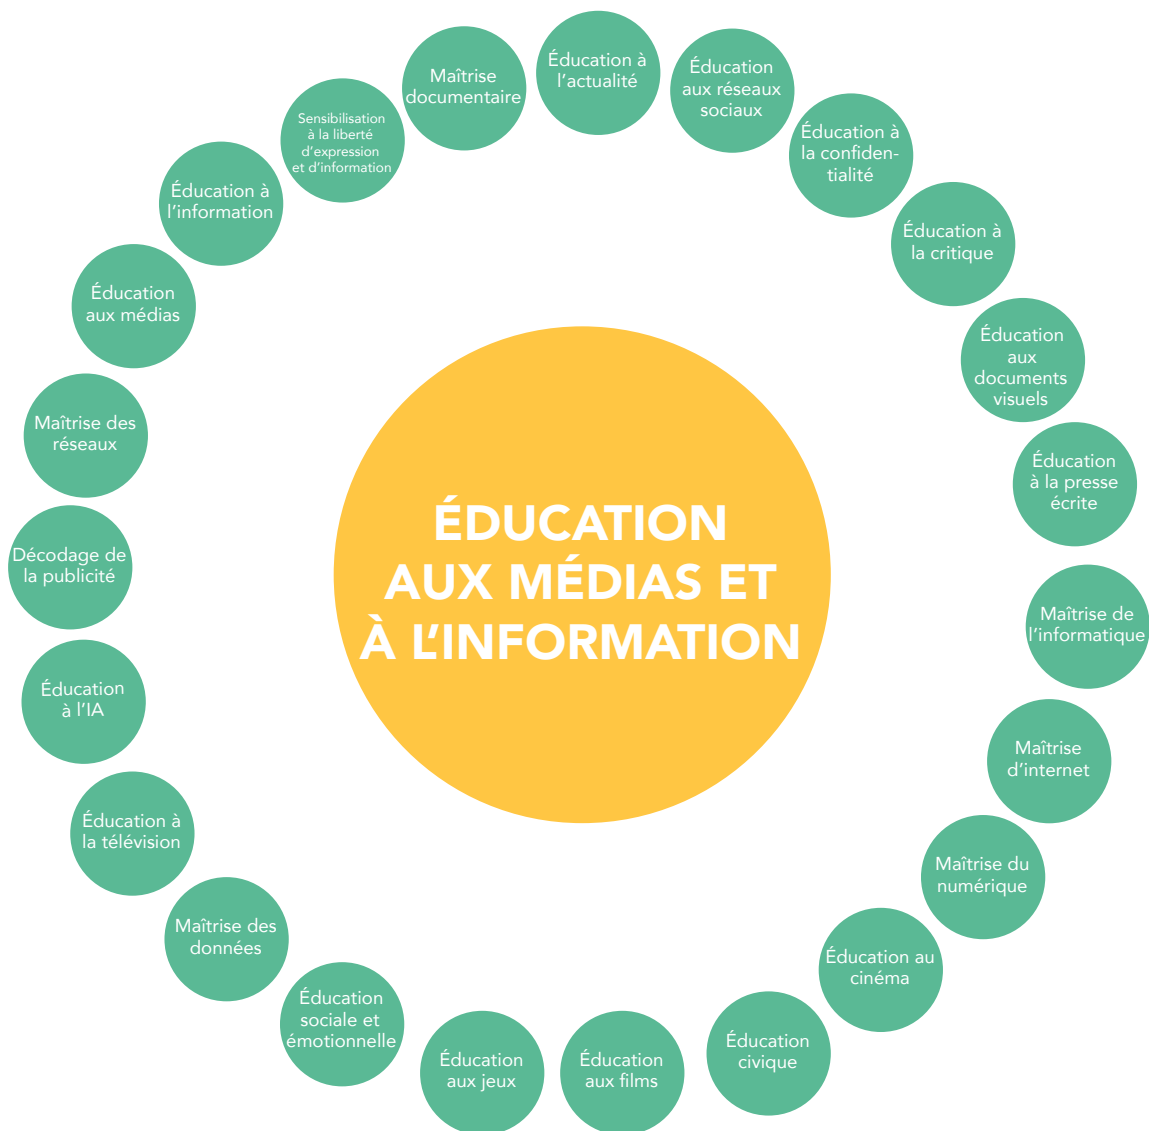 Éducation à
l'actualité
Éducation
aux réseaux
sociaux
Éducation à
la confiden-
tialité
Éducation à
la critique
Éducation
aux
documents
visuels
Éducation
à la presse
écrite
Maîtrise de
l'informatique
Maîtrise
d'internet
Maîtrise du
numérique
Éducation au
cinéma
Éducation
civique
Éducation
aux films
Éducation
aux jeux
Éducation
sociale et
émotionnelle
Maîtrise des
données
Éducation à
la télévision
Éducation
à l'IA
Décodage de
la publicité
Maîtrise des
réseaux
Éducation
aux médias
Éducation à
l'information
Sensibilisation
à la liberté
d'expression
et d'information
Maîtrise
documentaire
ÉDUCATION
AUX MÉDIAS ET
À L'INFORMATION